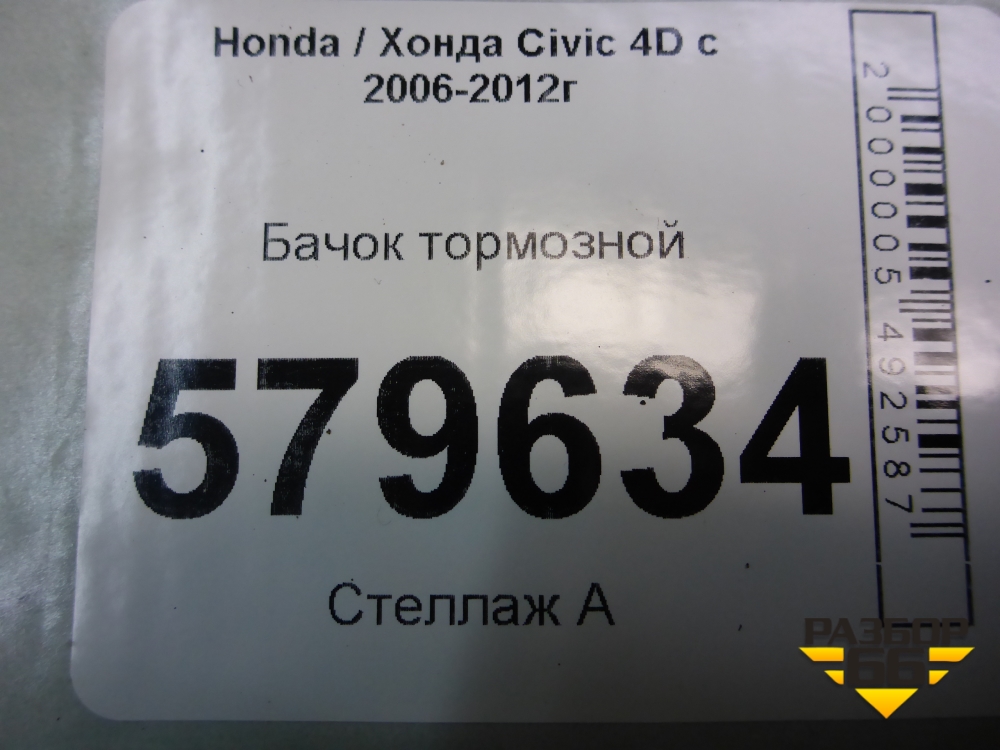 Honda / Хонда Civic 4D с
2006-2012г
Бачок тормозной
579634
Стеллаж А
2000005492587
РАЗБОР
66